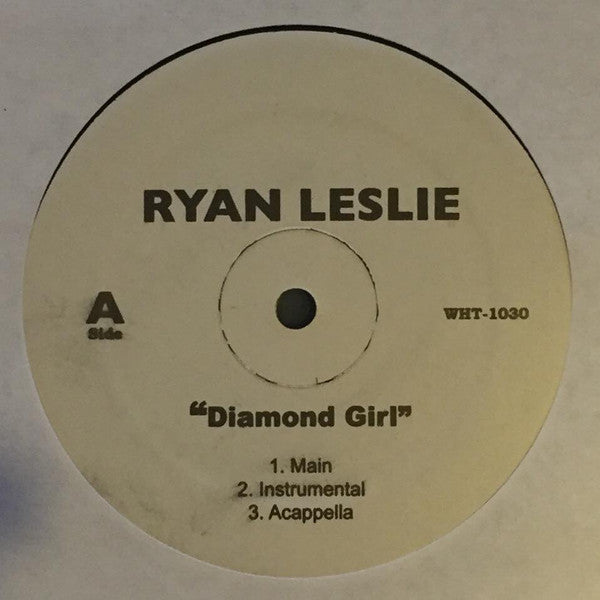 RYAN LESLIE
A
Side
WHT-1030
“Diamond Girl”
1. Main
2. Instrumental
3. Acappella